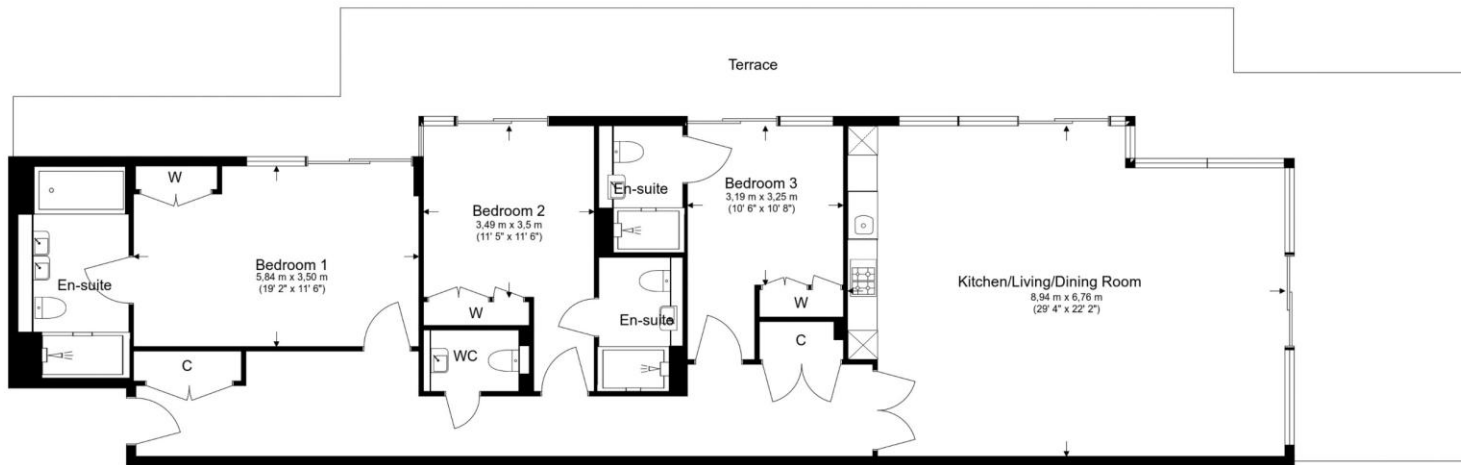 Terrace
W
En-suite
Bedroom 1
5,84 m x 3,50 m
(19' 2" x 11' 6")
C
Bedroom 2
3,49 m x 3,5 m
(11' 5" x 11' 6")
W
WC
En-suite
En-suite
Bedroom 3
3,19 m x 3,25 m
(10' 6" x 10' 8")
W
C
Kitchen/Living/Dining Room
8,94 m x 6,76 m
(29' 4" x 22' 2")